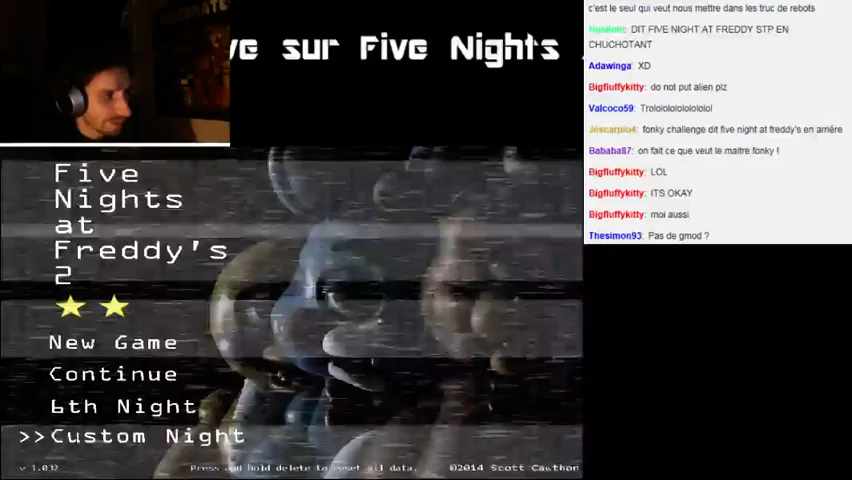 ve sur Five Nights
Five
Nights
at
Freddy's
2
New Game
Continue
6th Night
>>Custom Night
v 1.032
Press and hold delete to reset all data.
©2014 Scott Cawthon
c'est le seul qui veut nous mettre dans les truc de rebots
DIT FIVE NIGHT AT FREDDY STP EN
CHUCHOTANT
Adawinga: XD
Bigfluffykitty: do not put alien plz
Valcoco59: Trolololololololol
Jescarpio4: fonky challenge dit five night at freddy's en arriére
Bababa87: on fait ce que veut le maitre fonky !
Bigfluffykitty: LOL
Bigfluffykitty: ITS OKAY
Bigfluffykitty: moi aussi
Thesimon93: Pas de gmod ?